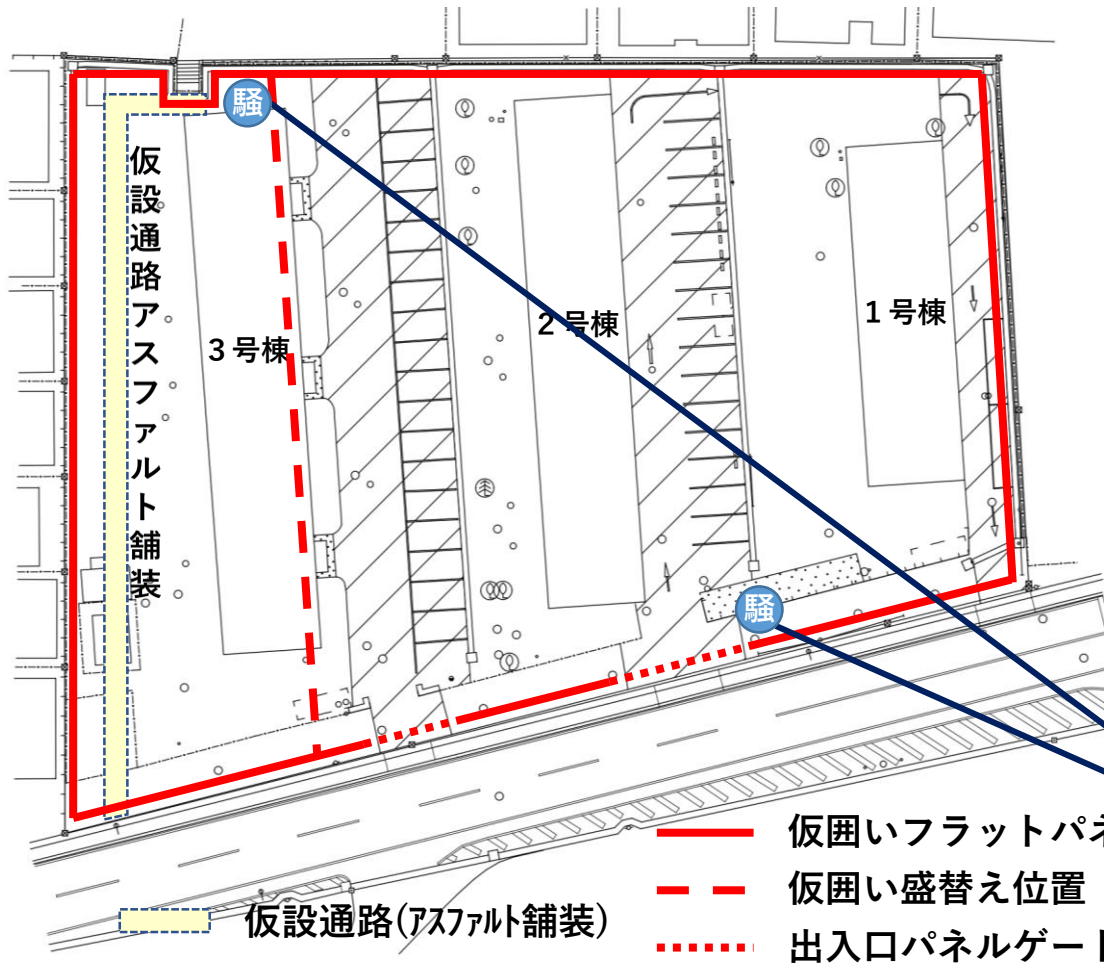 騒
仮設通路アスファルト舗装
3号棟
2号棟
1号棟
騒
仮囲いフラットパネ
仮囲い盛替え位置
出入口パネルゲート
仮設通路(アスファルト舗装)